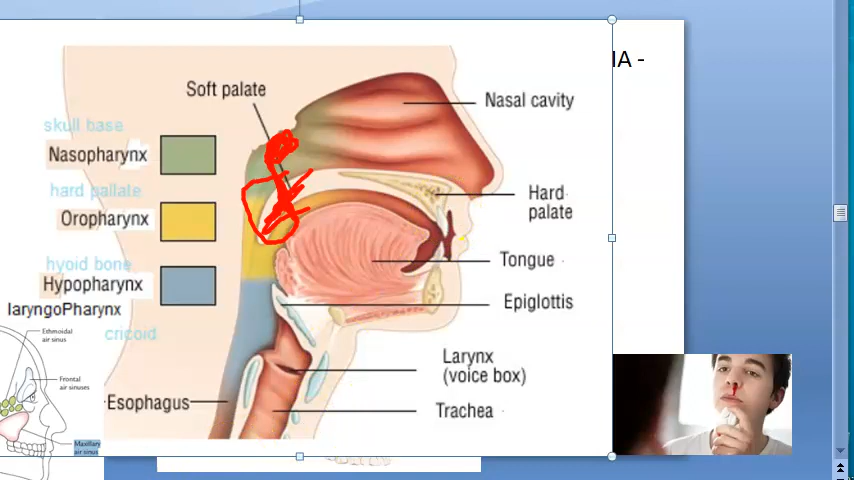 IA -
Soft palate
Nasal cavity
skull base
Nasopharynx
hard pallate
Oropharynx
Hard
palate
hyoid bone
Hypopharynx
laryngoPharynx
cricoid
Tongue
Epiglottis
Larynx
(voice box)
Trachea
Esophagus
Ethmoidal
air sinus
Frontal
air sinuses
Maxillary
air sinus